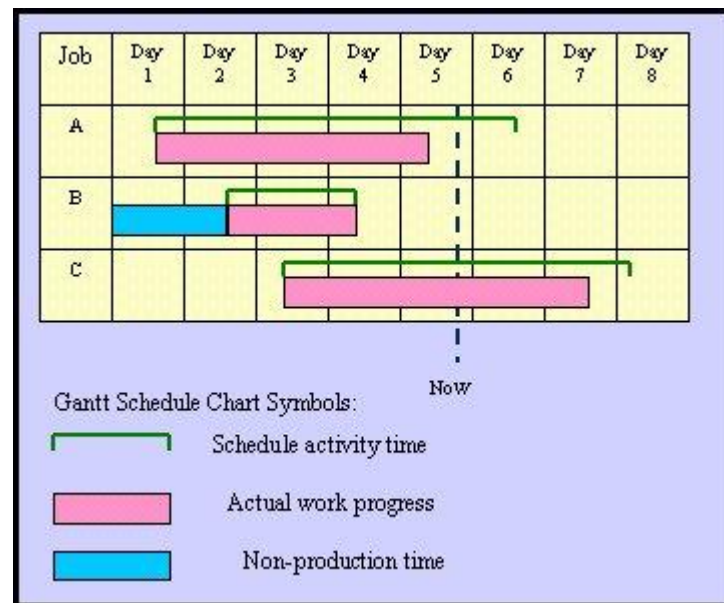 Job Day 1 Day 2 Day 3 Day 4 Day 5 Day 6 Day 7 Day 8
A
B
C
Now
Gantt Schedule Chart Symbols:
Schedule activity time
Actual work progress
Non-production time